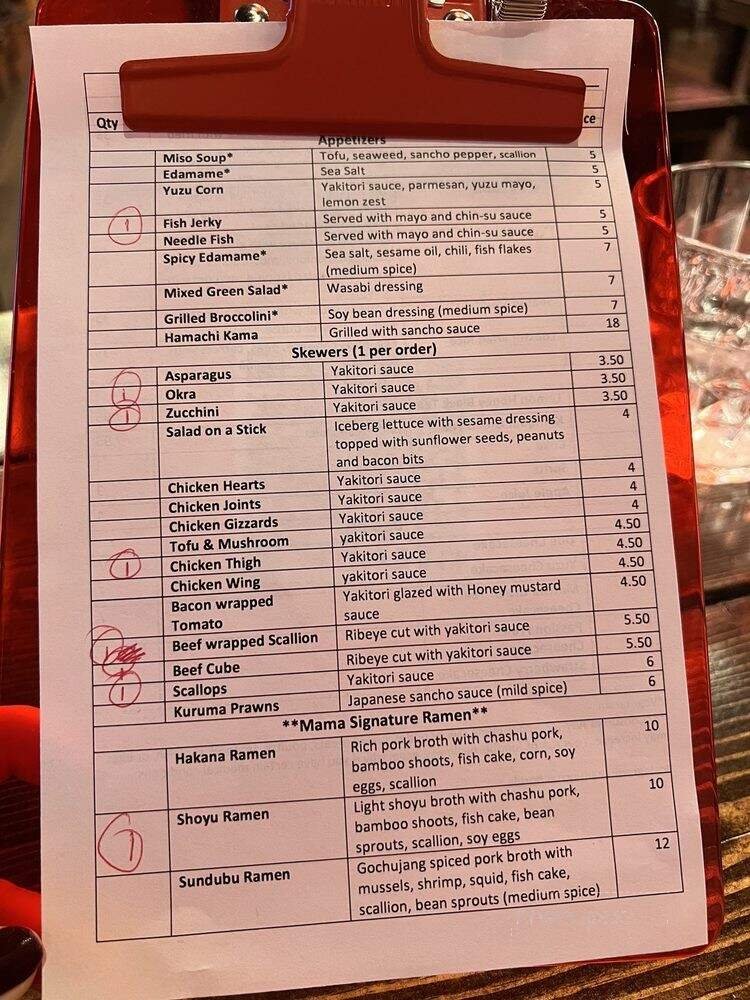 Qty
ce
Appetizers
Miso Soup* Tofu, seaweed, sancho pepper, scallion 5
Edamame* Sea Salt 5
Yuzu Corn Yakitori sauce, parmesan, yuzu mayo, 5
lemon zest
1 Fish Jerky Served with mayo and chin-su sauce 5
Needle Fish Served with mayo and chin-su sauce 5
Spicy Edamame* Sea salt, sesame oil, chili, fish flakes 7
(medium spice)
Mixed Green Salad* Wasabi dressing 7
Grilled Broccolini* Soy bean dressing (medium spice) 7
Hamachi Kama Grilled with sancho sauce 18
Skewers (1 per order)
Asparagus Yakitori sauce 3.50
1 Okra Yakitori sauce 3.50
1 Zucchini Yakitori sauce 3.50
Salad on a Stick Iceberg lettuce with sesame dressing 4
topped with sunflower seeds, peanuts
and bacon bits
Chicken Hearts Yakitori sauce 4
Chicken Joints Yakitori sauce 4
Chicken Gizzards Yakitori sauce 4
Tofu & Mushroom yakitori sauce 4.50
1 Chicken Thigh Yakitori sauce 4.50
Chicken Wing yakitori sauce 4.50
Bacon wrapped Yakitori glazed with Honey mustard 4.50
Tomato sauce
1 Beef wrapped Scallion Ribeye cut with yakitori sauce 5.50
Beef Cube Ribeye cut with yakitori sauce 5.50
1 Scallops Yakitori sauce 6
Kuruma Prawns Japanese sancho sauce (mild spice) 6
**Mama Signature Ramen**
Hakana Ramen Rich pork broth with chashu pork, 10
bamboo shoots, fish cake, corn, soy
eggs, scallion
1 Shoyu Ramen Light shoyu broth with chashu pork, 10
bamboo shoots, fish cake, bean
sprouts, scallion, soy eggs
Sundubu Ramen Gochujang spiced pork broth with 12
mussels, shrimp, squid, fish cake,
scallion, bean sprouts (medium spice)